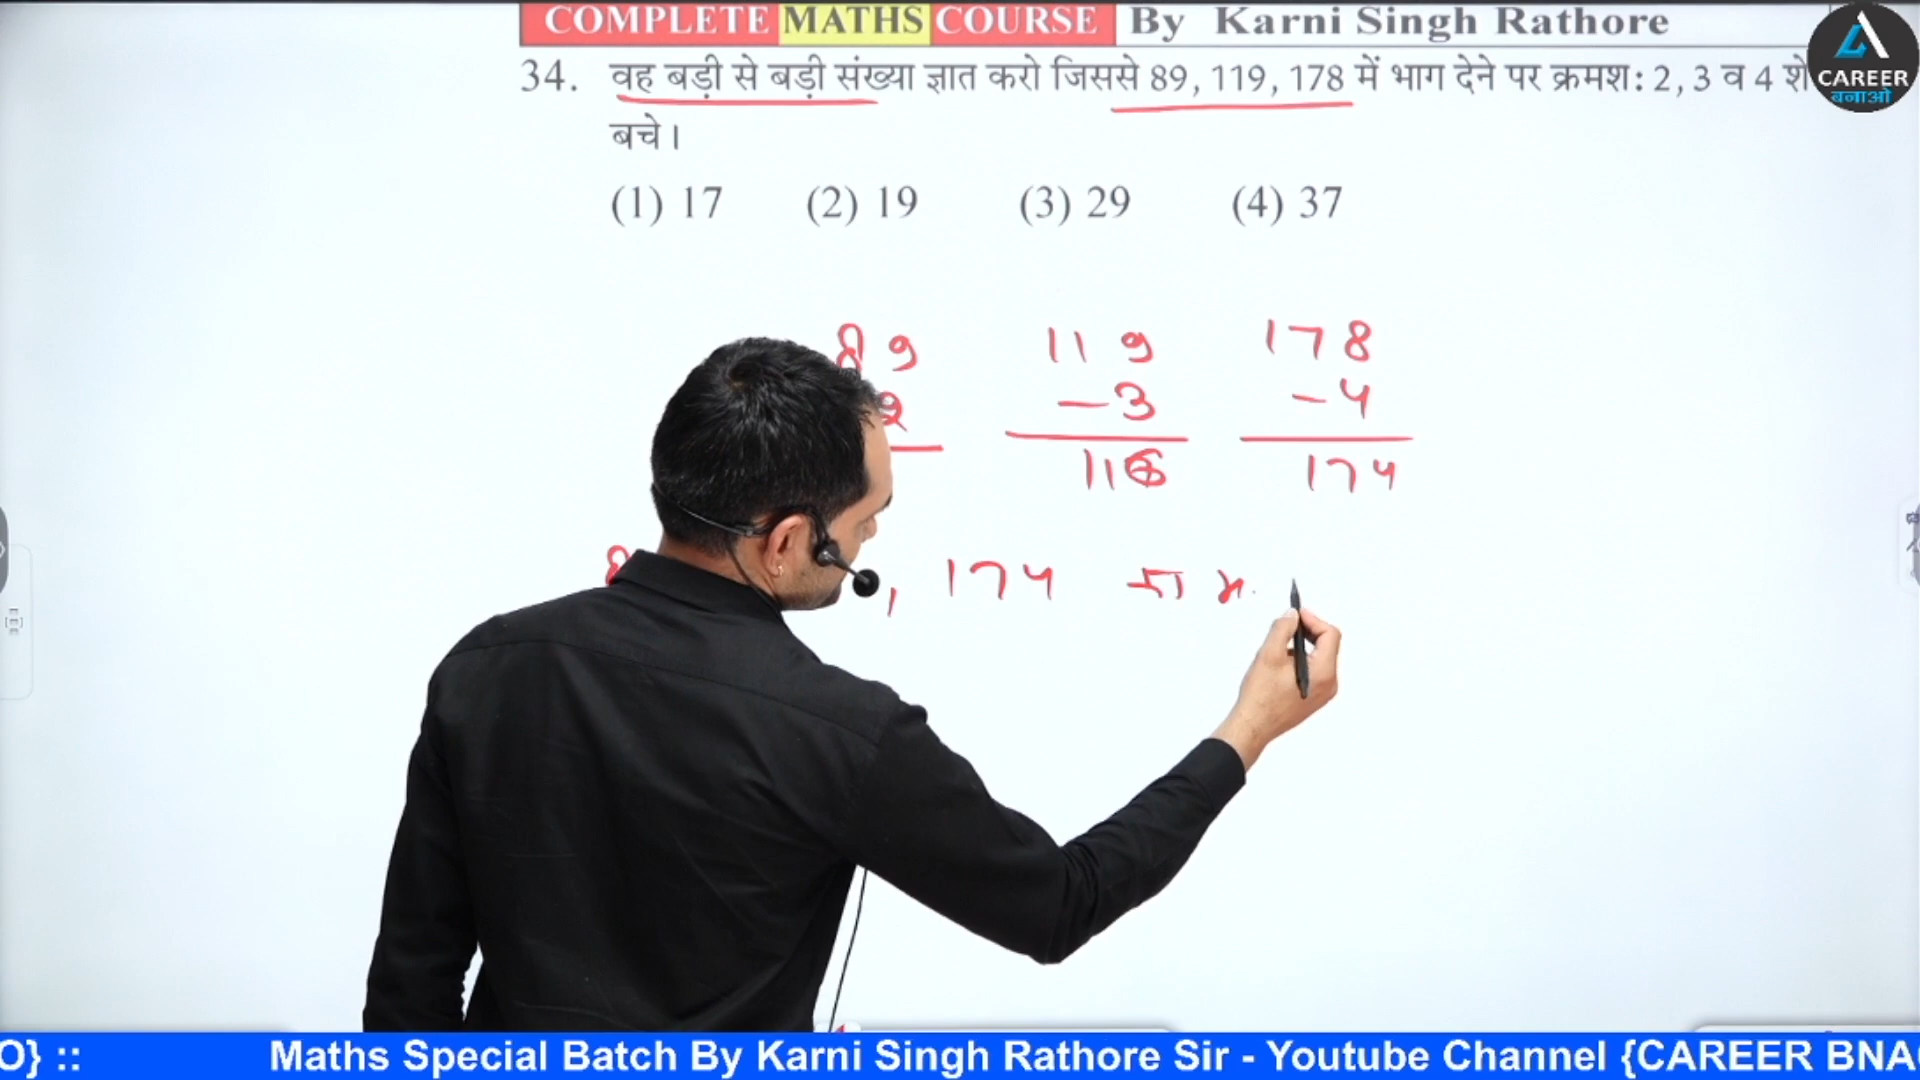 COMPLETE MATHS COURSE By Karni Singh Rathore
CAREER
बनाओ
34. वह बड़ी से बड़ी संख्या ज्ञात करो जिससे 89, 119, 178 में भाग देने पर क्रमश: 2, 3 व 4 शे
बचे।
(1) 17 (2) 19 (3) 29 (4) 37
89 119 178
2 -3 -4
116 174
8 , 174 का म.
O} :: Maths Special Batch By Karni Singh Rathore Sir - Youtube Channel {CAREER BNA